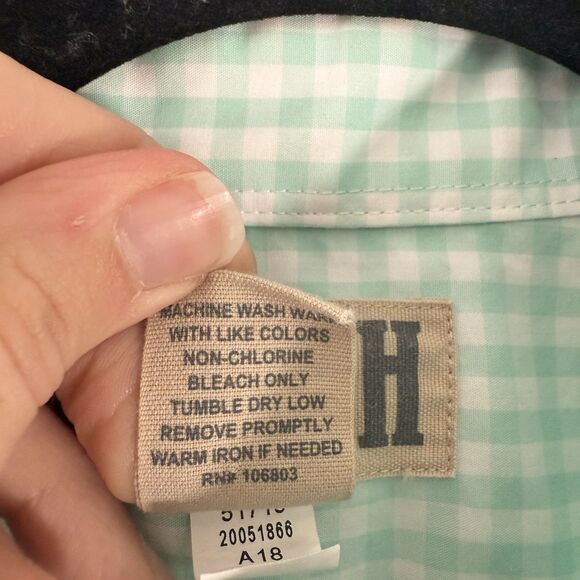 MACHINE WASH WARM
WITH LIKE COLORS
NON-CHLORINE
BLEACH ONLY
TUMBLE DRY LOW
REMOVE PROMPTLY
WARM IRON IF NEEDED
RN# 106803
H
20051866
A18